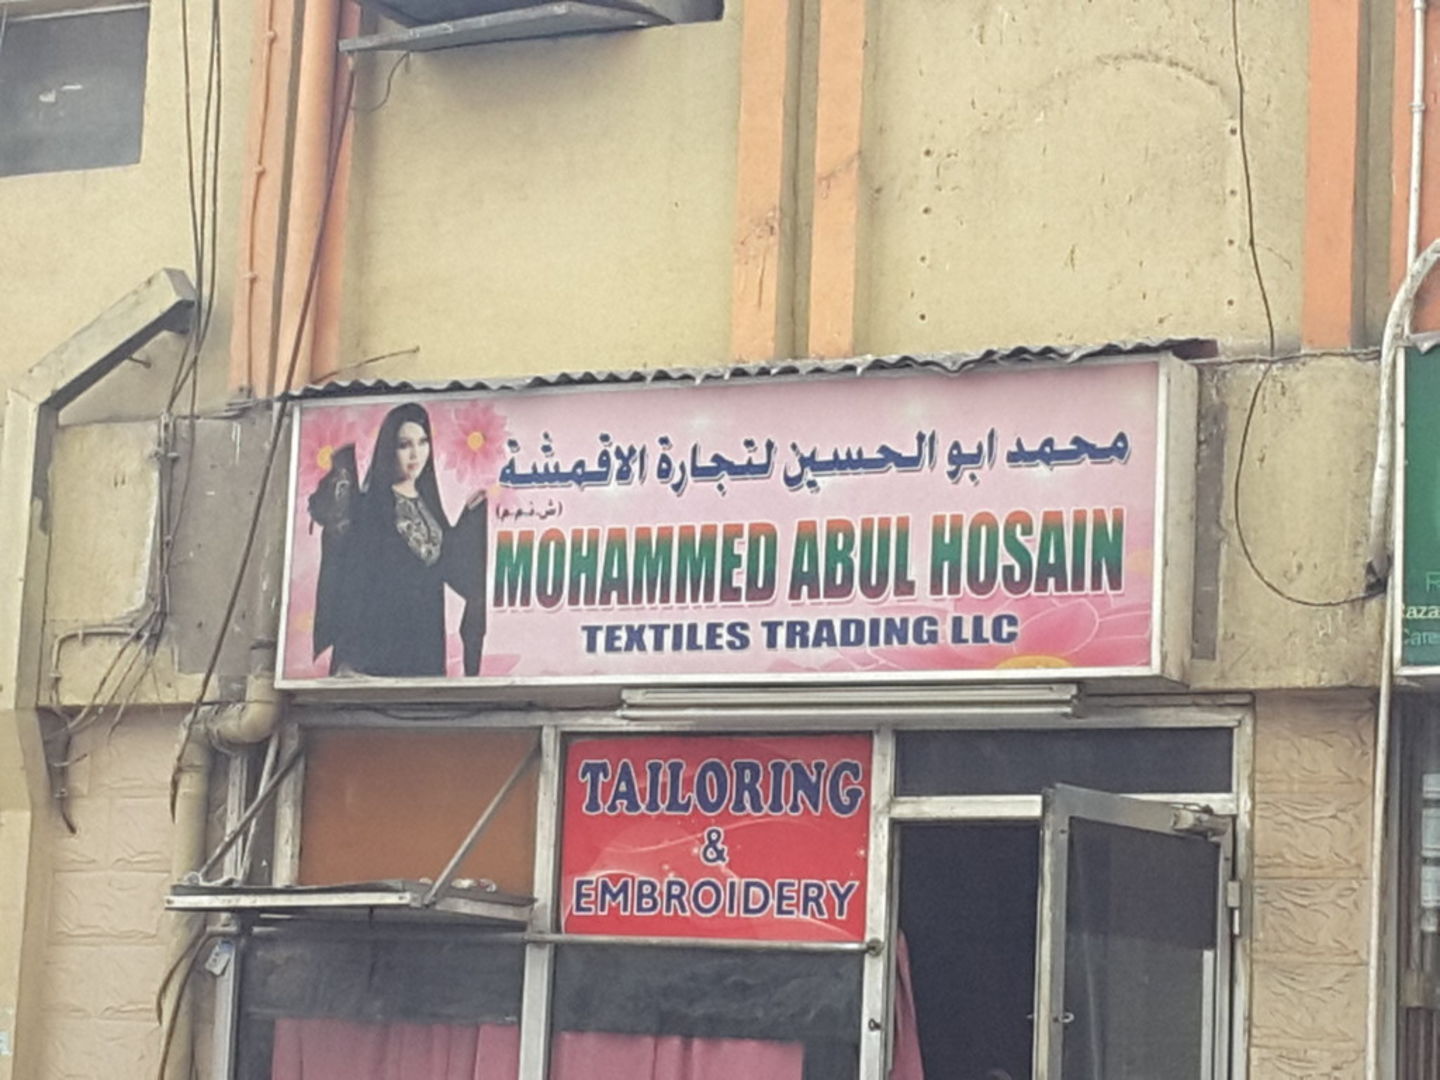 محمد ابو الحسين لتجارة الاقمشة
(ش.ذ.م.م)
MOHAMMED ABUL HOSAIN
TEXTILES TRADING LLC
TAILORING
&
EMBROIDERY